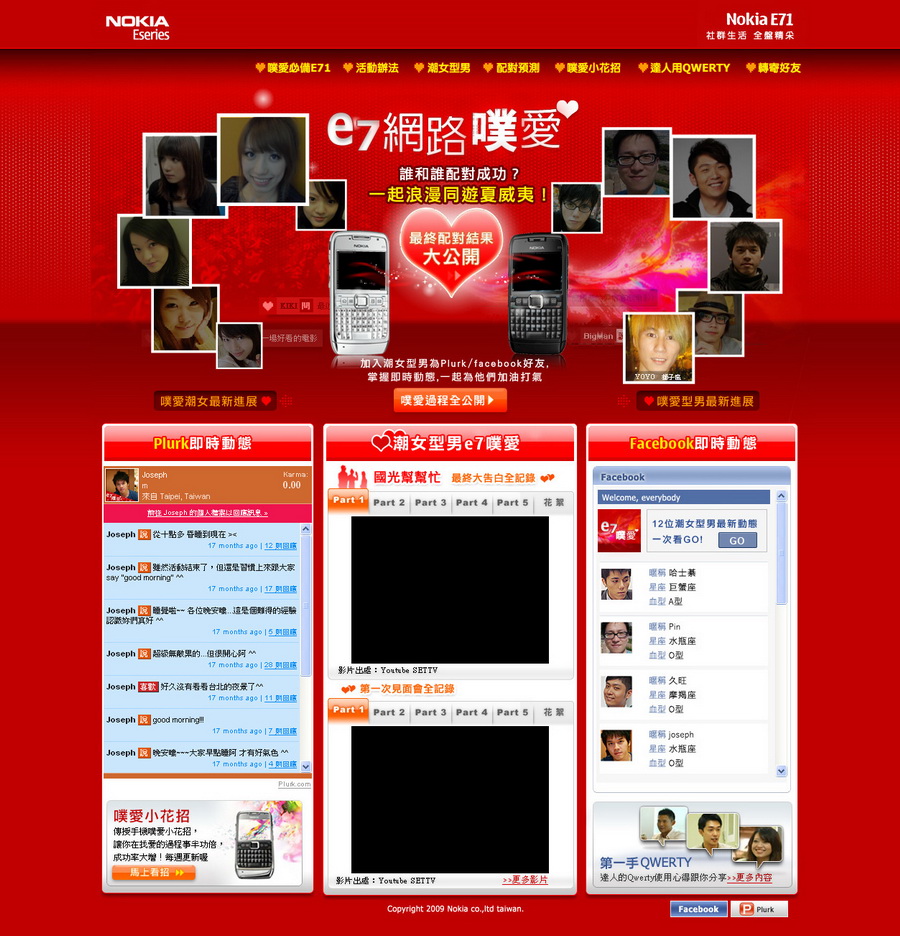 NOKIA
Eseries
Nokia E71
社群生活 全盤精采
噗愛必備E71
活動辦法
潮女型男
配對預測
噗愛小花招
達人用QWERTY
轉寄好友
e7網路噗愛
誰和誰配對成功？
一起浪漫同遊夏威夷！
最終配對結果
大公開
NOKIA
NOKIA
一場好看的電影
BigMan
YOYO
加入潮女型男為Plurk/facebook好友,
掌握即時動態,一起為他們加油打氣
噗愛潮女最新進展
噗愛過程全公開
噗愛型男最新進展
Plurk即時動態
Joseph
m
來自 Taipei, Taiwan
Karma:
0.00
前往 Joseph 的個人檔案以回應訊息 »
Joseph 說 從十點多 昏睡到現在 ><
17 months ago | 12 則回應
Joseph 說 雖然活動結束了，但還是習慣上來跟大家
say "good morning" ^^
17 months ago | 17 則回應
Joseph 說 睡覺啦~~ 各位晚安囉...這是個難得的經驗
認識妳們真好 ^^
17 months ago | 5 則回應
Joseph 說 超級無敵累的...但很開心阿 ^^
17 months ago | 28 則回應
Joseph 喜歡 好久沒有看看台北的夜景了^^
17 months ago | 11 則回應
Joseph 說 good morning!!!
17 months ago | 7 則回應
Joseph 說 晚安囉~~~大家早點睡阿 才有好氣色 ^^
17 months ago | 4 則回應
Plurk.com
噗愛小花招
傳授手機噗愛小花招，
讓你在找愛的過程事半功倍，
成功率大增！每週更新喔
馬上看招
潮女型男e7噗愛
國光幫幫忙 最終大告白全記錄
Part 1 Part 2 Part 3 Part 4 Part 5 花絮
影片出處：Youtube SETTV
第一次見面會全記錄
Part 1 Part 2 Part 3 Part 4 Part 5 花絮
影片出處：Youtube SETTV
>>更多影片
Facebook即時動態
Facebook
Welcome, everybody
e7
噗愛
12位潮女型男最新動態
一次看GO!
GO
暱稱 哈士碁
星座 巨蟹座
血型 A型
暱稱 Pin
星座 水瓶座
血型 O型
暱稱 久旺
星座 摩羯座
血型 O型
暱稱 joseph
星座 水瓶座
血型 O型
第一手QWERTY
達人的Qwerty使用心得跟你分享>>更多內容
Copyright 2009 Nokia co.,ltd taiwan.
Facebook
Plurk